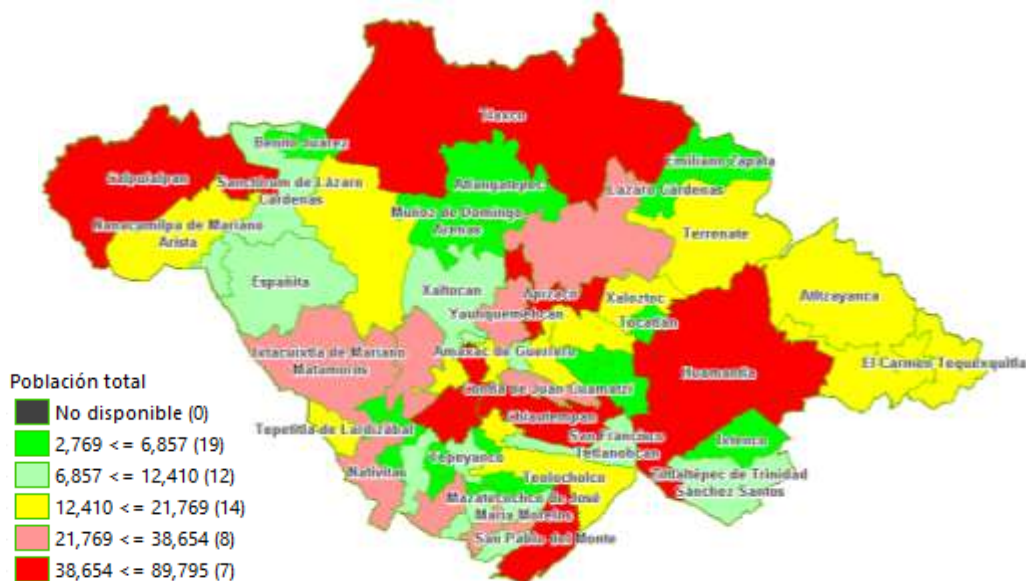 Tlaxco
Benito Juárez
Emiliano Zapata
Calpulalpan
Sanctórum de Lázaro
Cárdenas
Atlangatepec
Lázaro Cárdenas
Muñoz de Domingo
Arenas
Nanacamilpa de Mariano
Arista
Terrenate
Españita
Xaltocan
Apizaco
Xaloztoc
Altzayanca
Yauhquemehcan
Tocatlán
Ixtacuixtla de Mariano
Matamoros
Amaxac de Guerrero
El Carmen Tequexquitla
Huamantla
Contla de Juan Cuamatzi
Chiautempan
Tepetitla de Lardizábal
San Francisco
Tetlanohcan
Ixtenco
Nativitas
Tepeyanco
Teolocholco
Ziltlaltépec de Trinidad
Sánchez Santos
Mazatecochco de José
María Morelos
San Pablo del Monte
Población total
No disponible (0)
2,769 <= 6,857 (19)
6,857 <= 12,410 (12)
12,410 <= 21,769 (14)
21,769 <= 38,654 (8)
38,654 <= 89,795 (7)